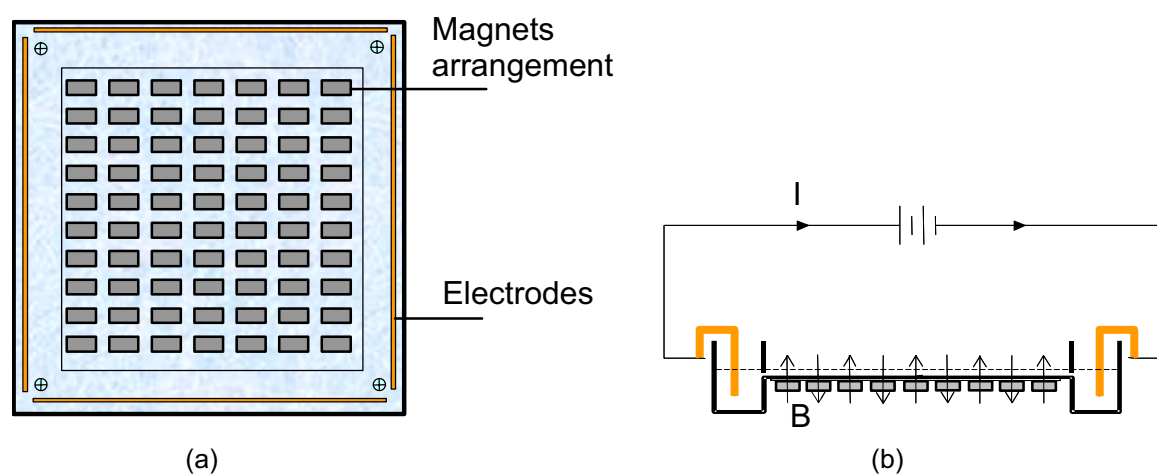 Magnets
arrangement
Electrodes
(a)
I
B
(b)